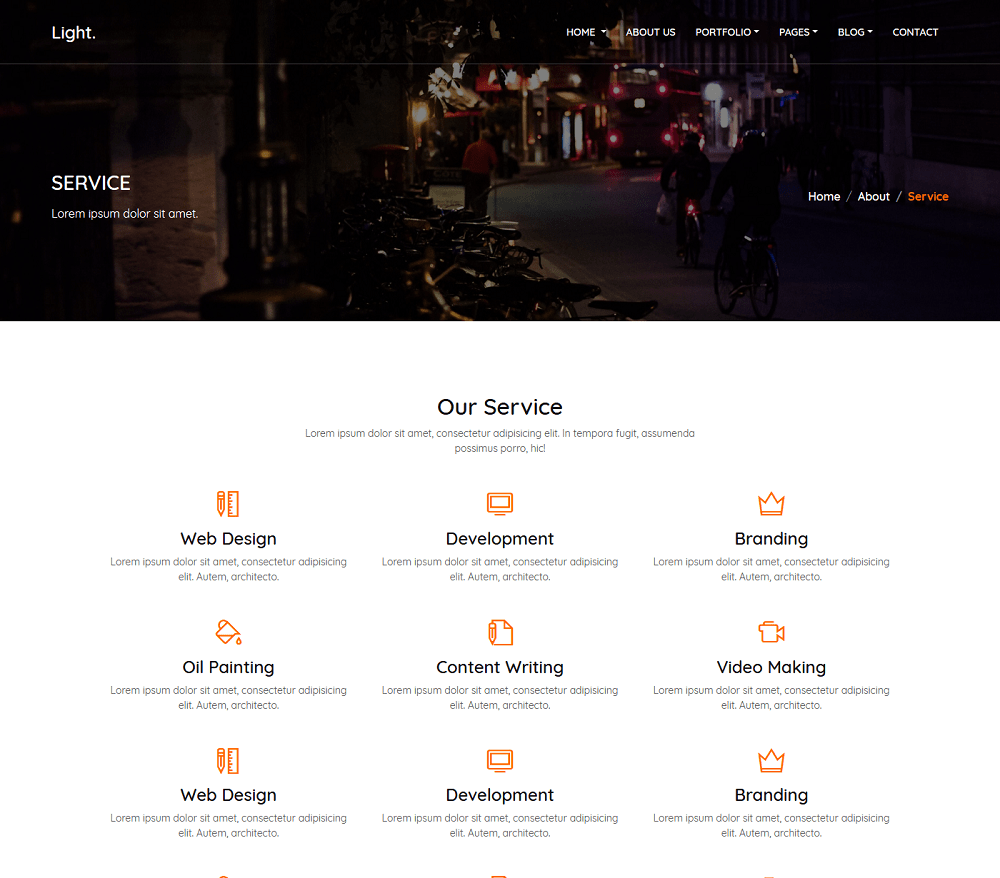 Light.
HOME ABOUT US PORTFOLIO PAGES BLOG CONTACT
SERVICE
Lorem ipsum dolor sit amet.
Home / About / Service
Our Service
Lorem ipsum dolor sit amet, consectetur adipisicing elit. In tempora fugit, assumenda
possimus porro, hic!
Web Design
Lorem ipsum dolor sit amet, consectetur adipisicing
elit. Autem, architecto.
Development
Lorem ipsum dolor sit amet, consectetur adipisicing
elit. Autem, architecto.
Branding
Lorem ipsum dolor sit amet, consectetur adipisicing
elit. Autem, architecto.
Oil Painting
Lorem ipsum dolor sit amet, consectetur adipisicing
elit. Autem, architecto.
Content Writing
Lorem ipsum dolor sit amet, consectetur adipisicing
elit. Autem, architecto.
Video Making
Lorem ipsum dolor sit amet, consectetur adipisicing
elit. Autem, architecto.
Web Design
Lorem ipsum dolor sit amet, consectetur adipisicing
elit. Autem, architecto.
Development
Lorem ipsum dolor sit amet, consectetur adipisicing
elit. Autem, architecto.
Branding
Lorem ipsum dolor sit amet, consectetur adipisicing
elit. Autem, architecto.